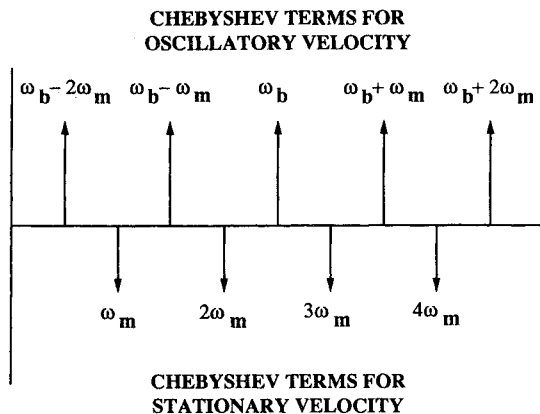 CHEBYSHEV TERMS FOR
OSCILLATORY VELOCITY
ω_b − 2ω_m ω_b − ω_m ω_b ω_b + ω_m ω_b + 2ω_m
ω_m 2ω_m 3ω_m 4ω_m
CHEBYSHEV TERMS FOR
STATIONARY VELOCITY